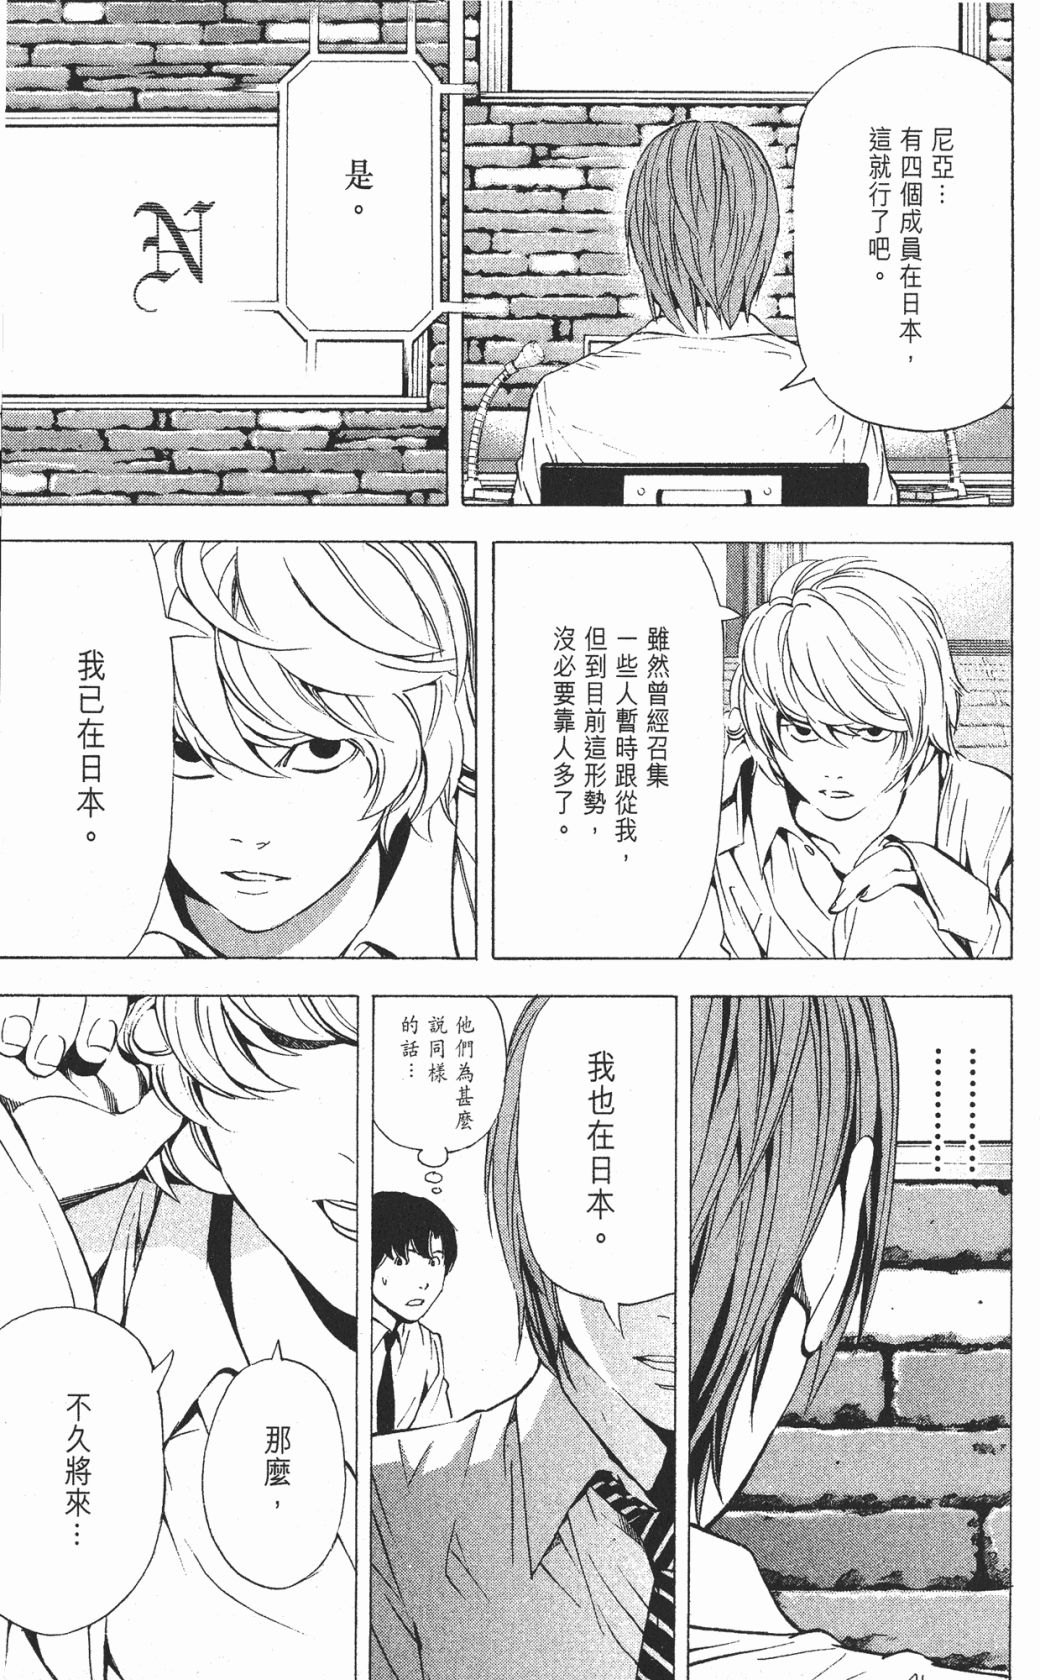 尼亞⋯
有四個成員在日本，
這就行了吧。
是。
N
雖然曾經召集
一些人暫時跟從我，
但到目前這形勢，
沒必要靠人多了。
我已在日本。
⋯⋯⋯⋯
⋯⋯⋯⋯
我也在日本。
他們為甚麼
說同樣
的話⋯
那麼，
不久將來⋯